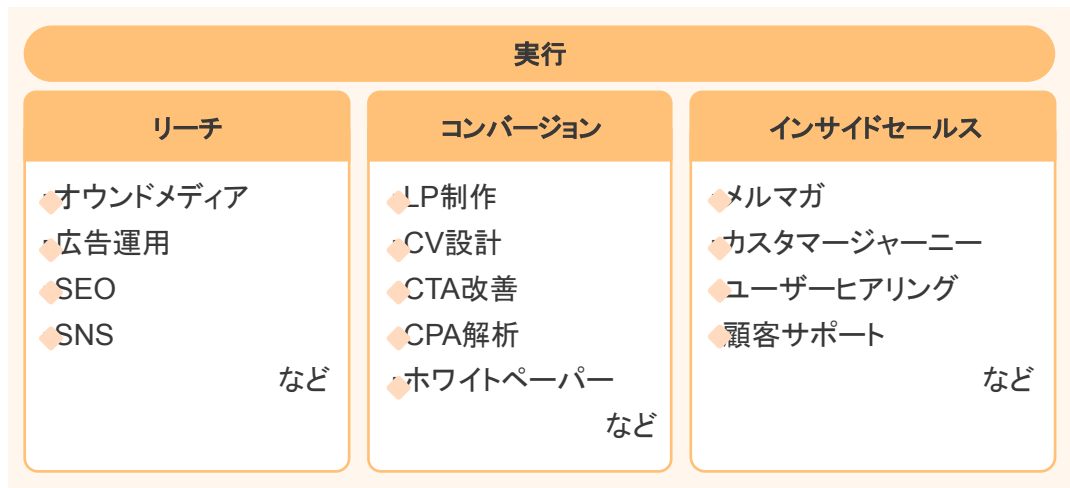 実行
リーチ
・オウンドメディア
・広告運用
・SEO
・SNS
など
コンバージョン
・LP制作
・CV設計
・CTA改善
・CPA解析
・ホワイトペーパー
など
インサイドセールス
・メルマガ
・カスタマージャーニー
・ユーザーヒアリング
・顧客サポート
など